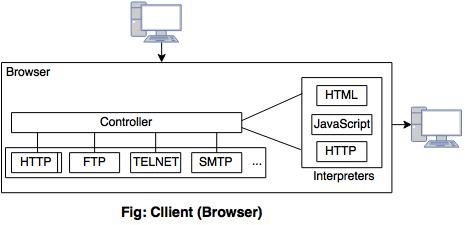 Browser
HTML
Controller
JavaScript
HTTP FTP TELNET SMTP ...
HTTP
Interpreters
Fig: Cllient (Browser)